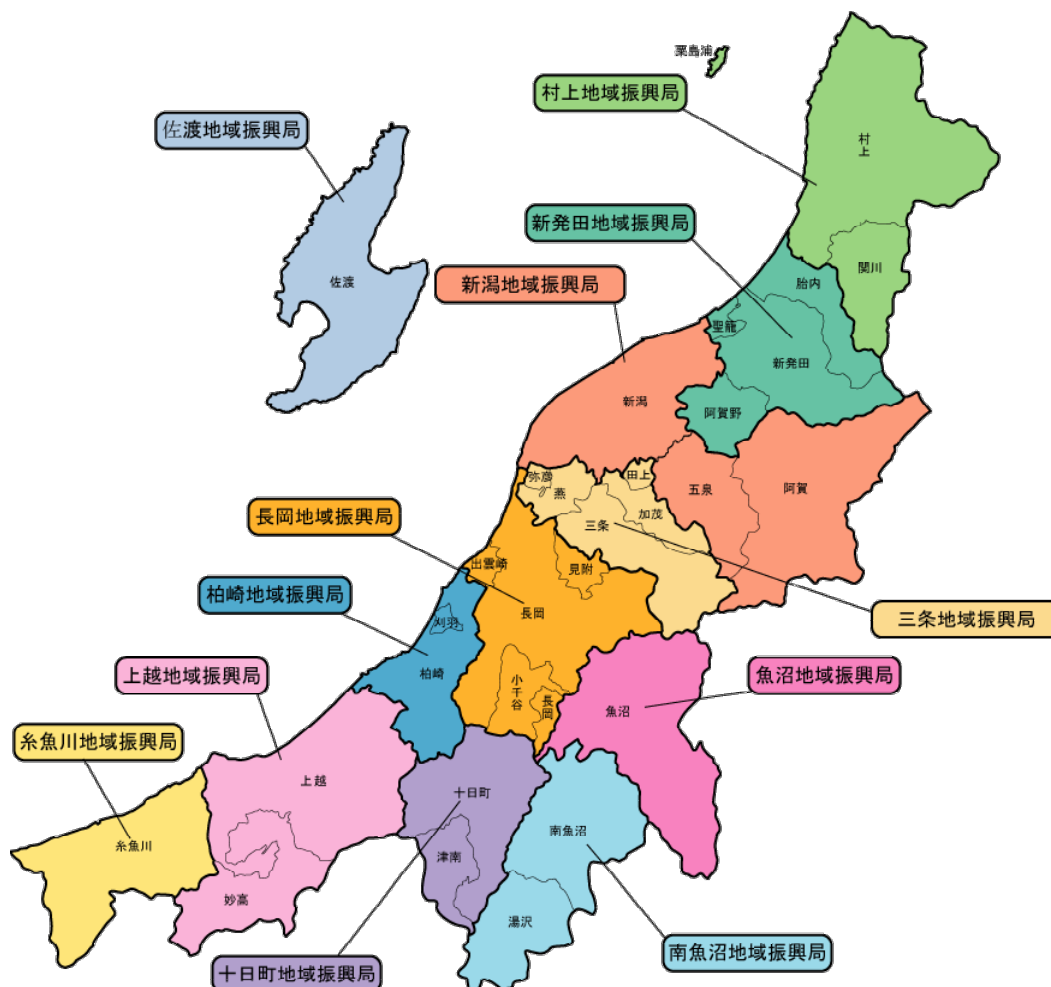 粟島浦
村上地域振興局
佐渡地域振興局
村上
新発田地域振興局
関川
新潟地域振興局
佐渡
胎内
聖籠
新発田
新潟
阿賀野
弥彦
燕
田上
五泉
阿賀
長岡地域振興局
三条
加茂
出雲崎
見附
柏崎地域振興局
長岡
三条地域振興局
刈羽
上越地域振興局
柏崎
小千谷
長岡
魚沼
魚沼地域振興局
糸魚川地域振興局
上越
十日町
南魚沼
糸魚川
津南
妙高
湯沢
南魚沼地域振興局
十日町地域振興局